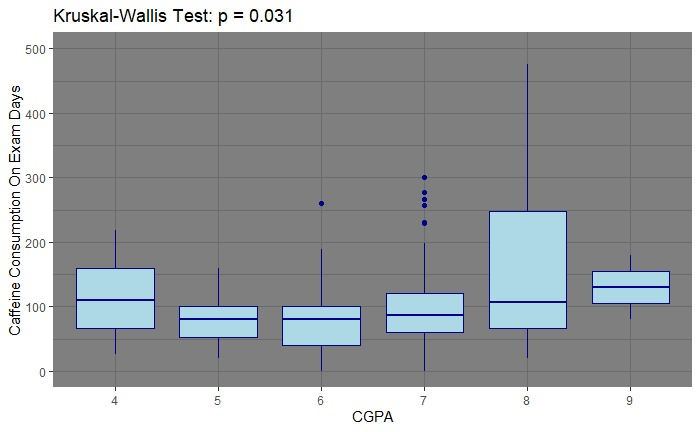 Kruskal-Wallis Test: p = 0.031
Caffeine Consumption On Exam Days
500
400
300
200
100
0
4 5 6 7 8 9
CGPA